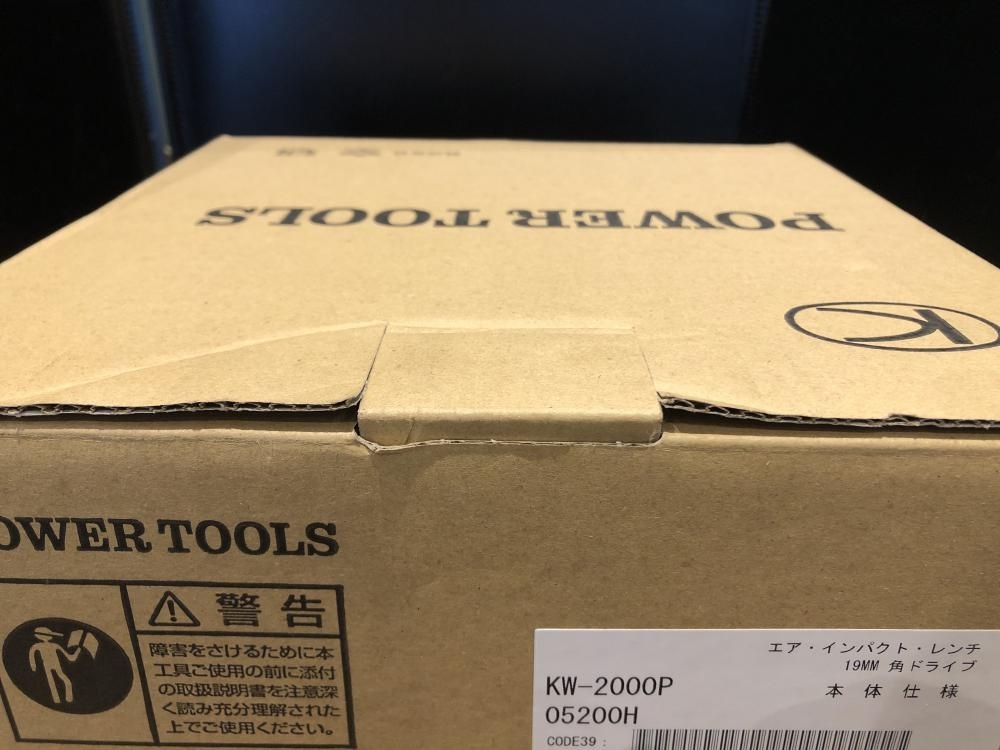 POWER TOOLS
K
OWER TOOLS
警告
障害をさけるために本
工具ご使用の前に添付
の取扱説明書を注意深
く読み充分理解された
上でご使用ください。
エア・インパクト・レンチ
19MM 角ドライブ
KW-2000P
本体仕様
05200H
CODE39: